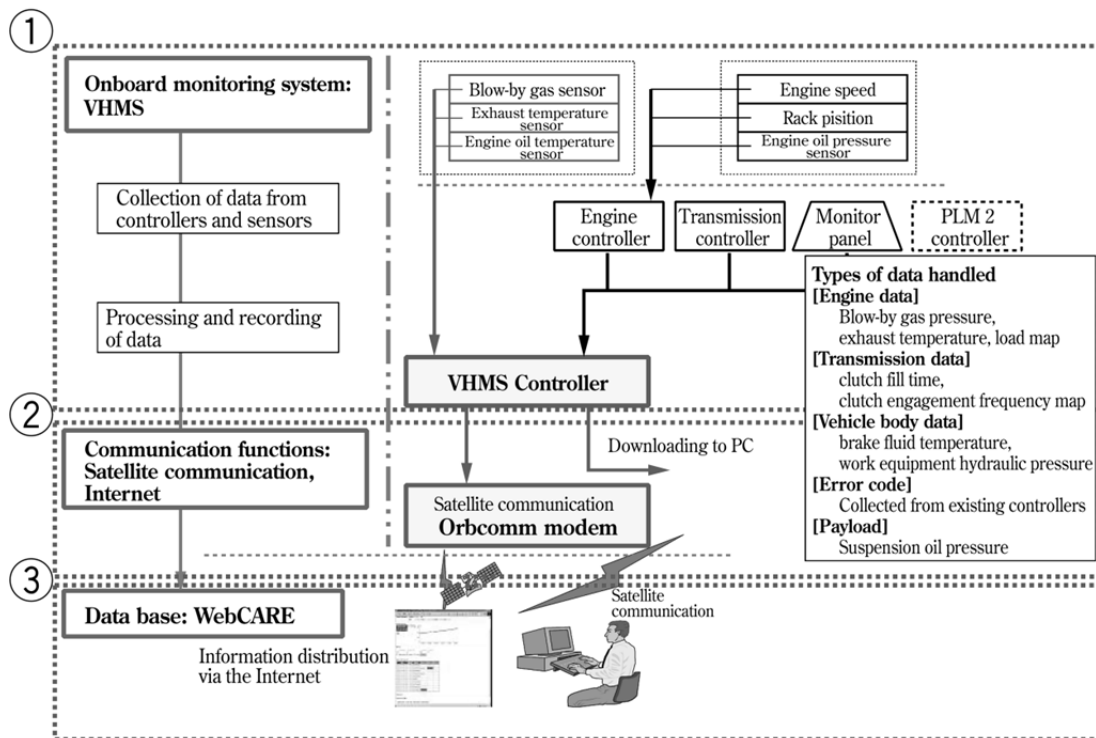 1
Onboard monitoring system:
VHMS
Collection of data from
controllers and sensors
Processing and recording
of data
Blow-by gas sensor
Exhaust temperature
sensor
Engine oil temperature
sensor
Engine speed
Rack pisition
Engine oil pressure
sensor
Engine
controller
Transmission
controller
Monitor
panel
PLM 2
controller
VHMS Controller
Types of data handled
[Engine data]
Blow-by gas pressure,
exhaust temperature, load map
[Transmission data]
clutch fill time,
clutch engagement frequency map
[Vehicle body data]
brake fluid temperature,
work equipment hydraulic pressure
[Error code]
Collected from existing controllers
[Payload]
Suspension oil pressure
2
Communication functions:
Satellite communication,
Internet
Downloading to PC
Satellite communication
Orbcomm modem
3
Data base: WebCARE
Information distribution
via the Internet
Satellite
communication